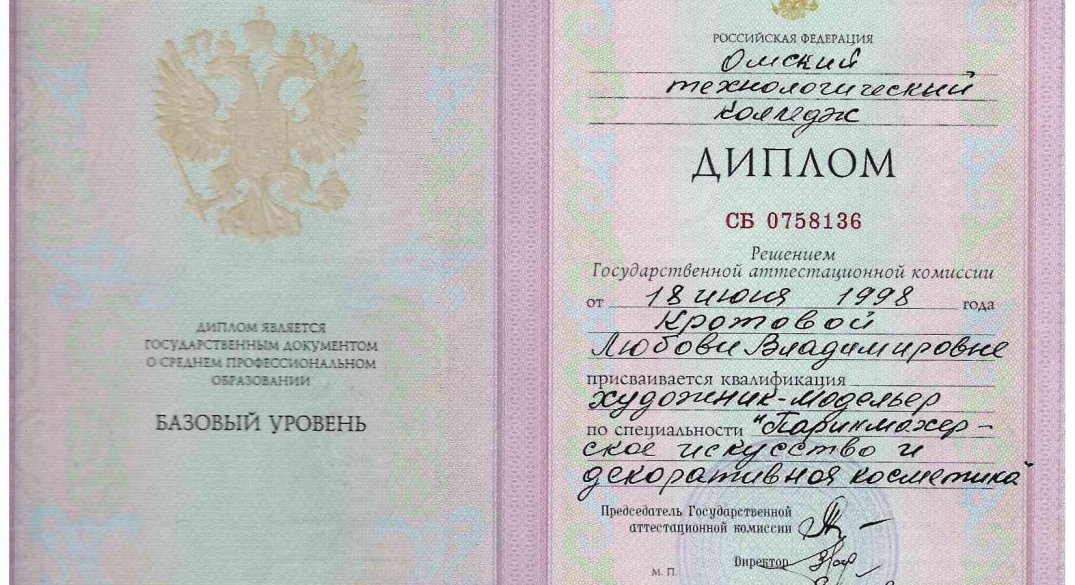 ДИПЛОМ ЯВЛЯЕТСЯ
ГОСУДАРСТВЕННЫМ ДОКУМЕНТОМ
О СРЕДНЕМ ПРОФЕССИОНАЛЬНОМ
ОБРАЗОВАНИИ
БАЗОВЫЙ УРОВЕНЬ
РОССИЙСКАЯ ФЕДЕРАЦИЯ
Омский
технологический
колледж
ДИПЛОМ
СБ 0758136
Решением
Государственной аттестационной комиссии
от 18 июня 1998 года
Кротовой
Любови Владимировне
присваивается квалификация
художник-модельер
по специальности "Парикмахер-
ское искусство и
декоративная косметика"
Председатель Государственной
аттестационной комиссии
Директор
М. П.